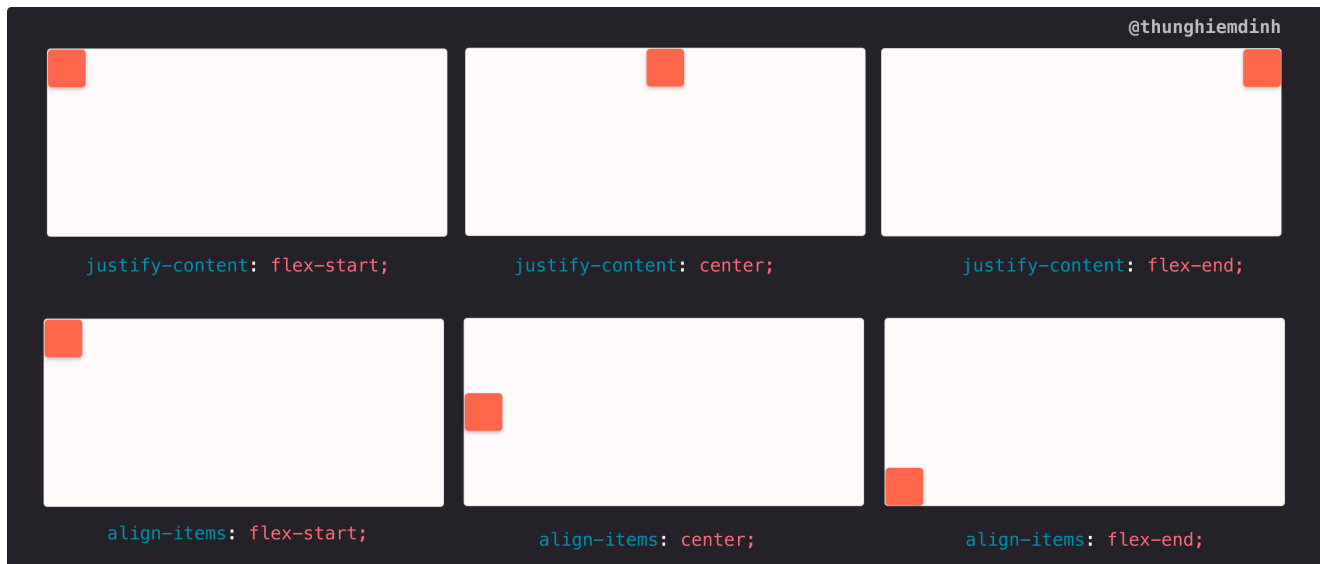 @thunghiemdinh
justify-content: flex-start;
justify-content: center;
justify-content: flex-end;
align-items: flex-start;
align-items: center;
align-items: flex-end;